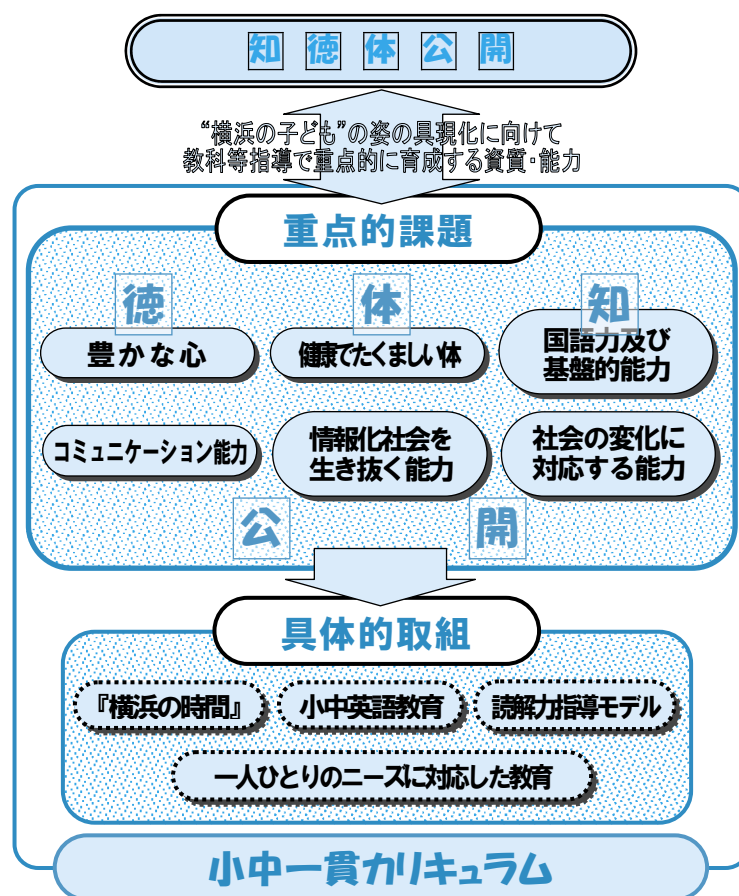 知 徳 体 公 開
“横浜の子ども”の姿の具現化に向けて
教科等指導で重点的に育成する資質・能力
重点的課題
徳 体 知
豊かな心
健康でたくましい体
国語力及び
基盤的能力
コミュニケーション能力
情報化社会を
生き抜く能力
社会の変化に
対応する能力
公 開
具体的取組
『横浜の時間』
小中英語教育
読解力指導モデル
一人ひとりのニーズに対応した教育
小中一貫カリキュラム